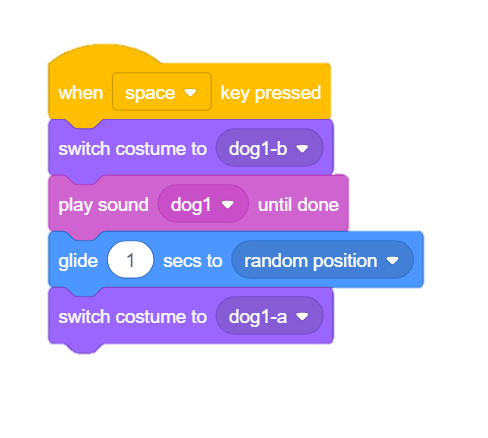 when space key pressed
switch costume to dog1-b
play sound dog1 until done
glide 1 secs to random position
switch costume to dog1-a